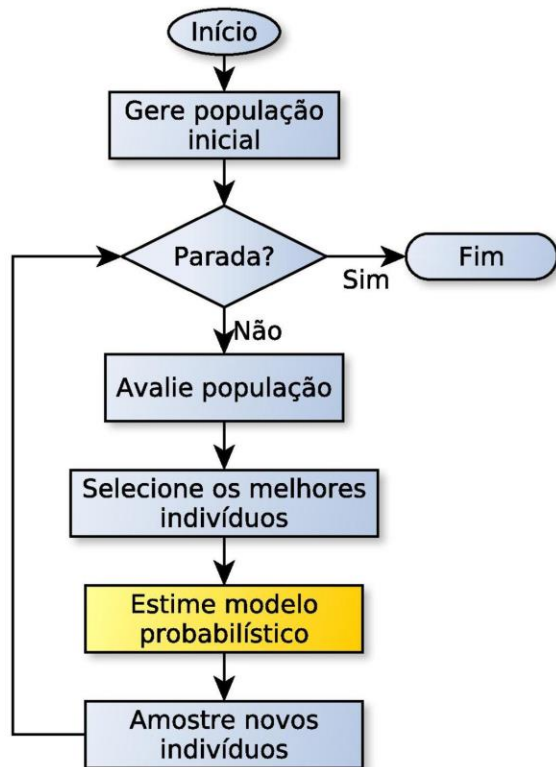 Início
Gere população
inicial
Parada?
Fim
Sim
Não
Avalie população
Selecione os melhores
indivíduos
Estime modelo
probabilístico
Amostre novos
indivíduos